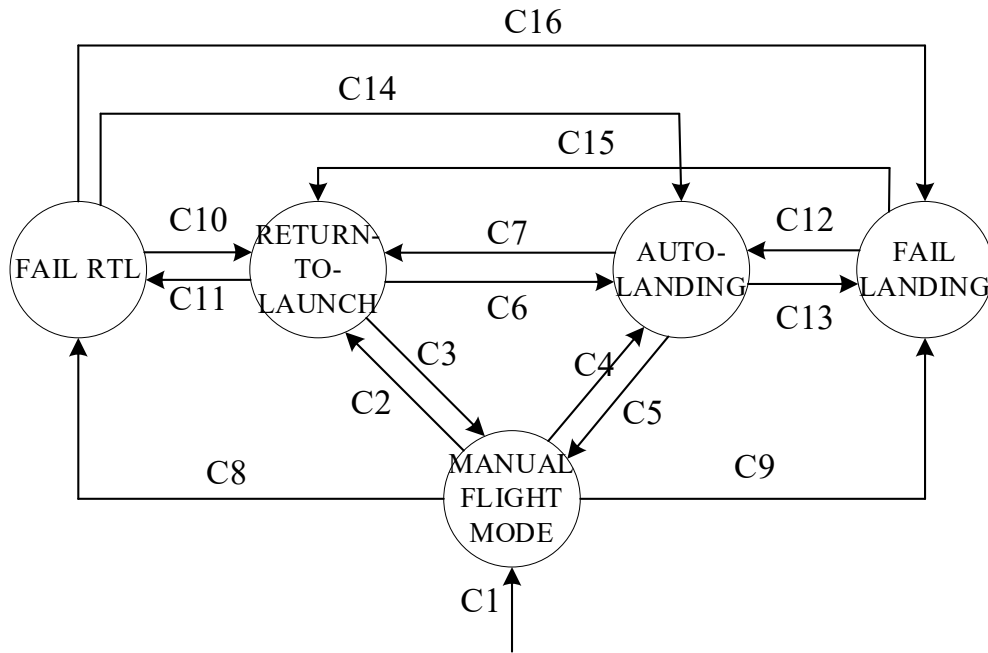 C16
C14
C15
C10
C7
C12
FAIL RTL
RETURN-
TO-
LAUNCH
AUTO-
LANDING
FAIL
LANDING
C11
C6
C13
C3
C4
C2
C5
C8
MANUAL
FLIGHT
MODE
C9
C1